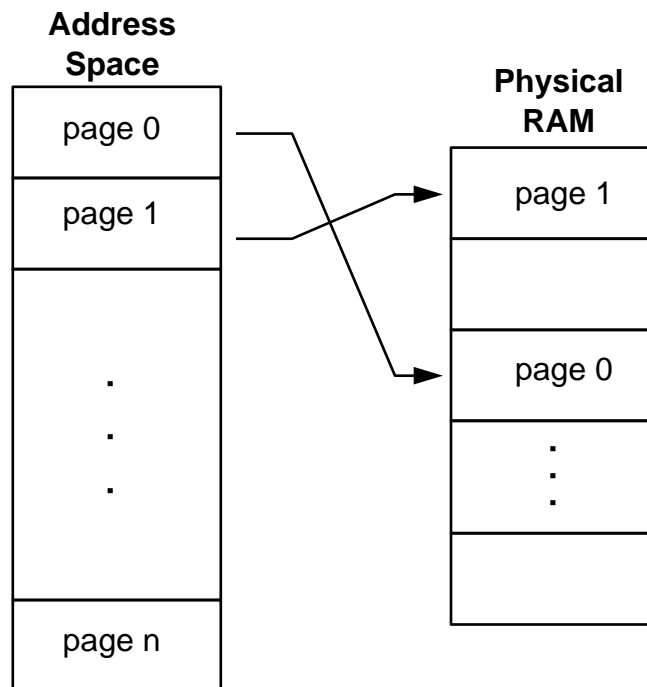 Address
Space
page 0
page 1
.
.
.
page n
Physical
RAM
page 1
page 0
.
.
.